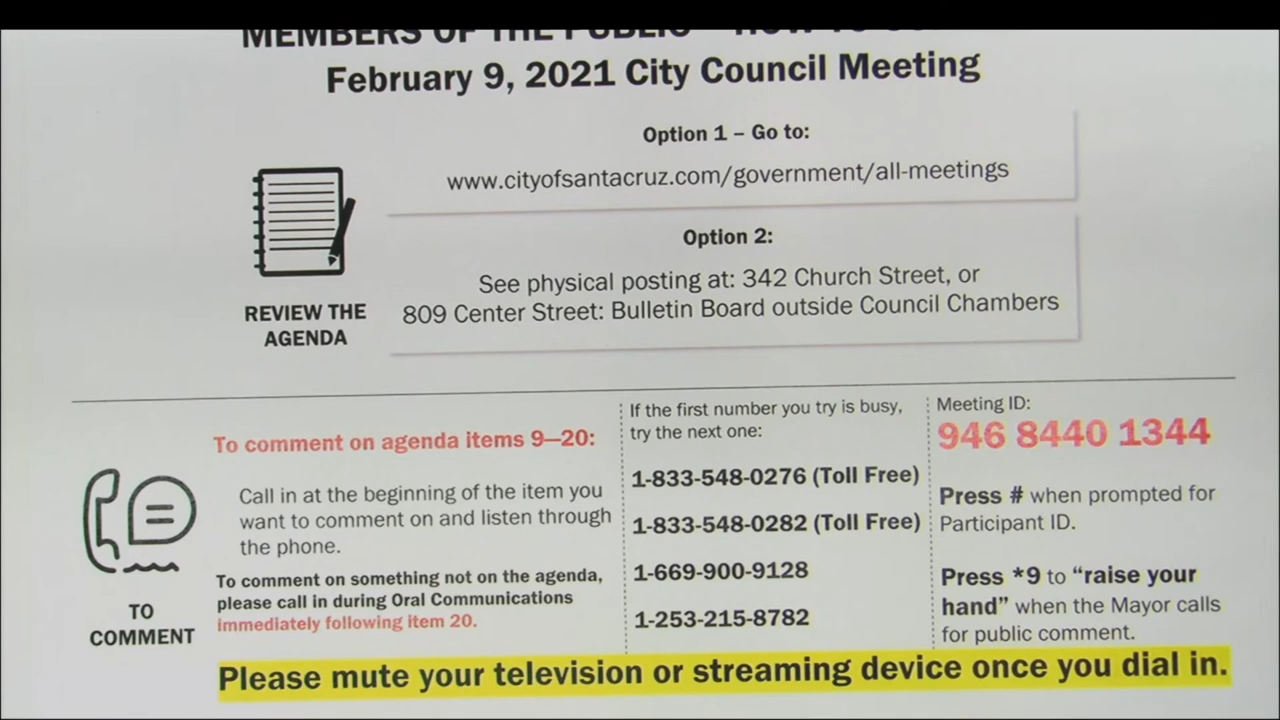 MEMBERS OF THE PUBLIC
February 9, 2021 City Council Meeting
Option 1 – Go to:
www.cityofsantacruz.com/government/all-meetings
Option 2:
See physical posting at: 342 Church Street, or
809 Center Street: Bulletin Board outside Council Chambers
REVIEW THE
AGENDA
To comment on agenda items 9—20:
Call in at the beginning of the item you
want to comment on and listen through
the phone.
To comment on something not on the agenda,
please call in during Oral Communications
immediately following item 20.
TO
COMMENT
If the first number you try is busy,
try the next one:
1-833-548-0276 (Toll Free)
1-833-548-0282 (Toll Free)
1-669-900-9128
1-253-215-8782
Meeting ID:
946 8440 1344
Press # when prompted for
Participant ID.
Press *9 to “raise your
hand” when the Mayor calls
for public comment.
Please mute your television or streaming device once you dial in.